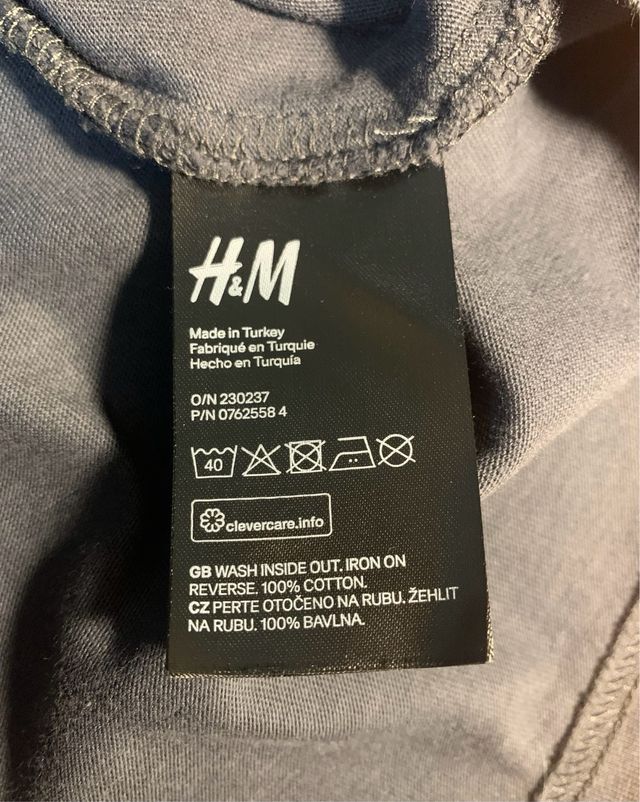 H&M
Made in Turkey
Fabriqué en Turquie
Hecho en Turquía
O/N 230237
P/N 0762558 4
40
clevercare.info
GB WASH INSIDE OUT. IRON ON
REVERSE. 100% COTTON.
CZ PERTE OTOČENO NA RUBU. ŽEHLIT
NA RUBU. 100% BAVLNA.